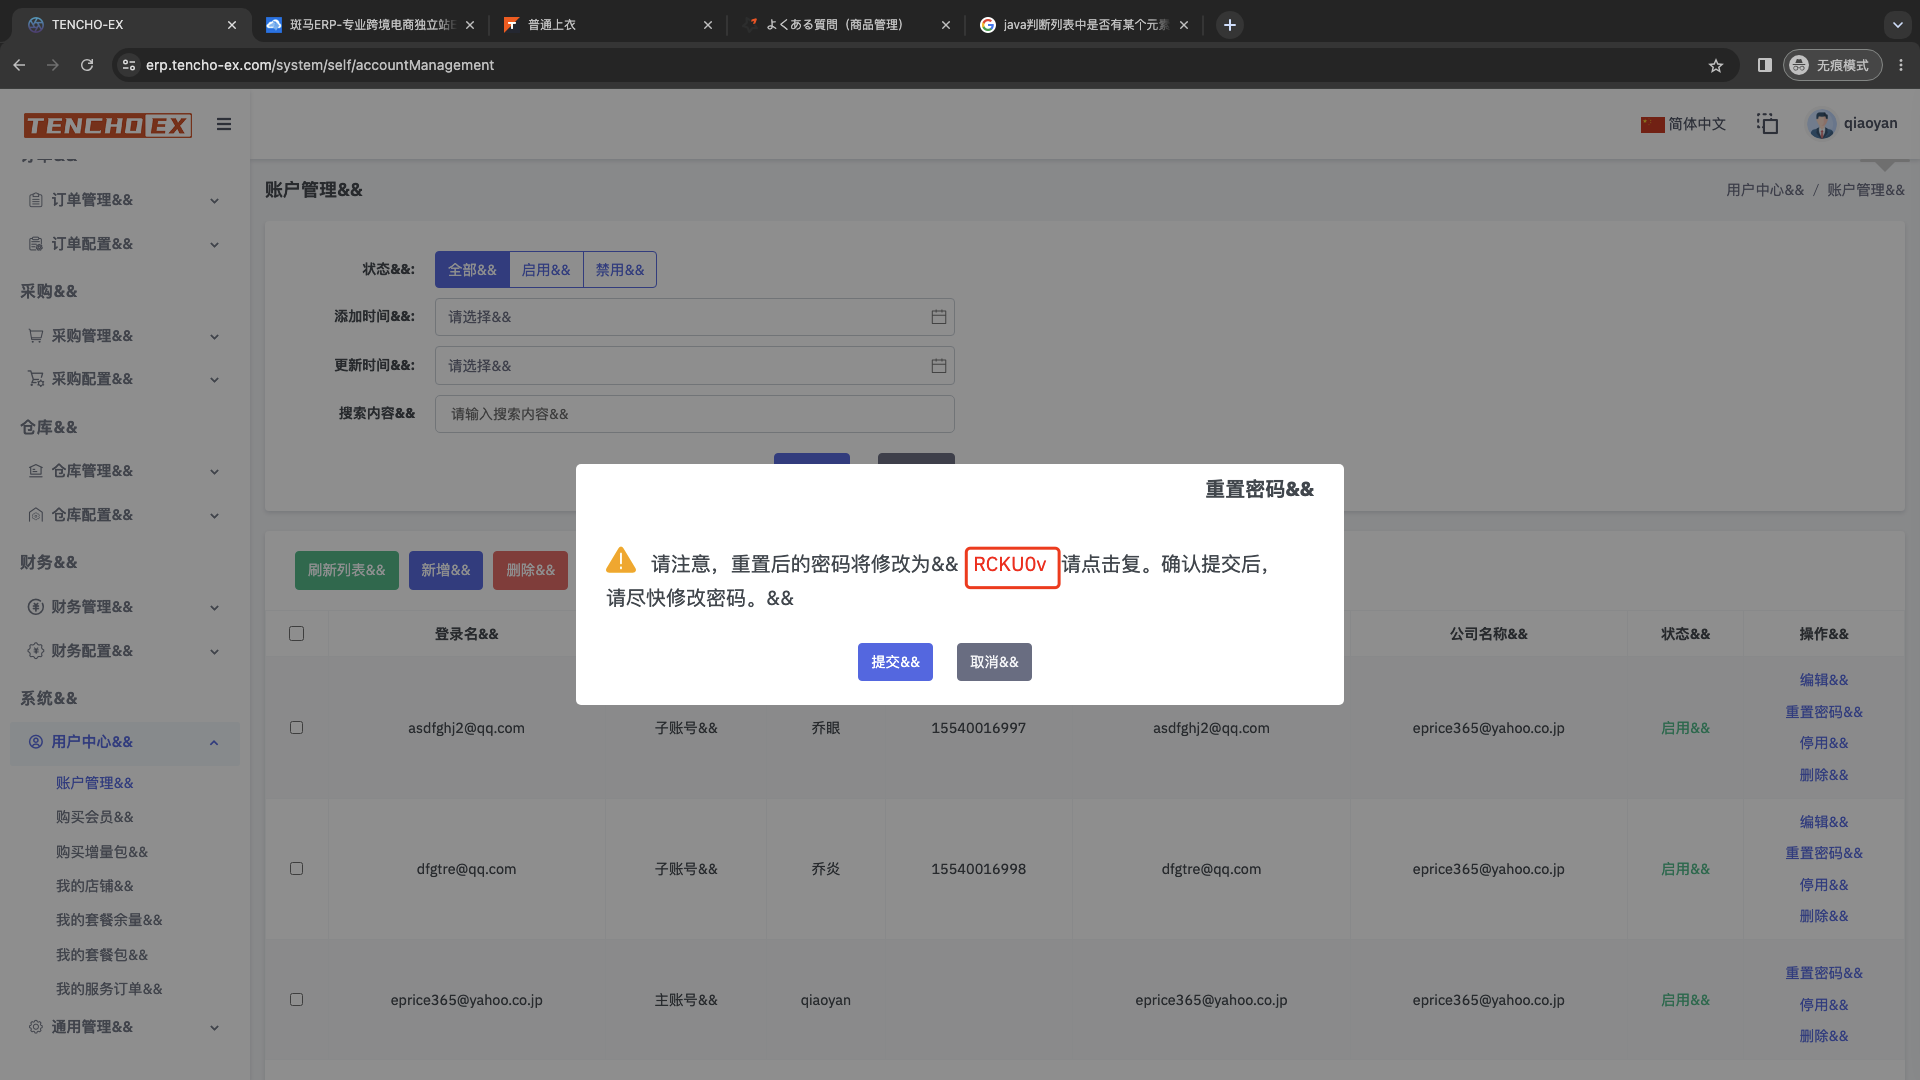 TENCHO-EX
斑马ERP-专业跨境电商独立站E
普通上衣
よくある質問（商品管理）
java判断列表中是否有某个元素
erp.tencho-ex.com/system/self/accountManagement
无痕模式
TENCHO EX
简体中文
qiaoyan
订单管理&&
订单配置&&
采购&&
采购管理&&
采购配置&&
仓库&&
仓库管理&&
仓库配置&&
财务&&
财务管理&&
财务配置&&
系统&&
用户中心&&
账户管理&&
购买会员&&
购买增量包&&
我的店铺&&
我的套餐余量&&
我的套餐包&&
我的服务订单&&
通用管理&&
账户管理&&
用户中心&& / 账户管理&&
状态&&: 全部&& 启用&& 禁用&&
添加时间&&: 请选择&&
更新时间&&: 请选择&&
搜索内容&& 请输入搜索内容&&
重置密码&&
请注意，重置后的密码将修改为&& RCKU0v 请点击复。确认提交后，
请尽快修改密码。&&
提交&& 取消&&
刷新列表&& 新增&& 删除&&
登录名&& 公司名称&& 状态&& 操作&&
asdfghj2@qq.com 子账号&& 乔眼 15540016997 asdfghj2@qq.com eprice365@yahoo.co.jp 启用&&
编辑&&
重置密码&&
停用&&
删除&&
dfgtre@qq.com 子账号&& 乔炎 15540016998 dfgtre@qq.com eprice365@yahoo.co.jp 启用&&
编辑&&
重置密码&&
停用&&
删除&&
eprice365@yahoo.co.jp 主账号&& qiaoyan eprice365@yahoo.co.jp eprice365@yahoo.co.jp 启用&&
重置密码&&
停用&&
删除&&